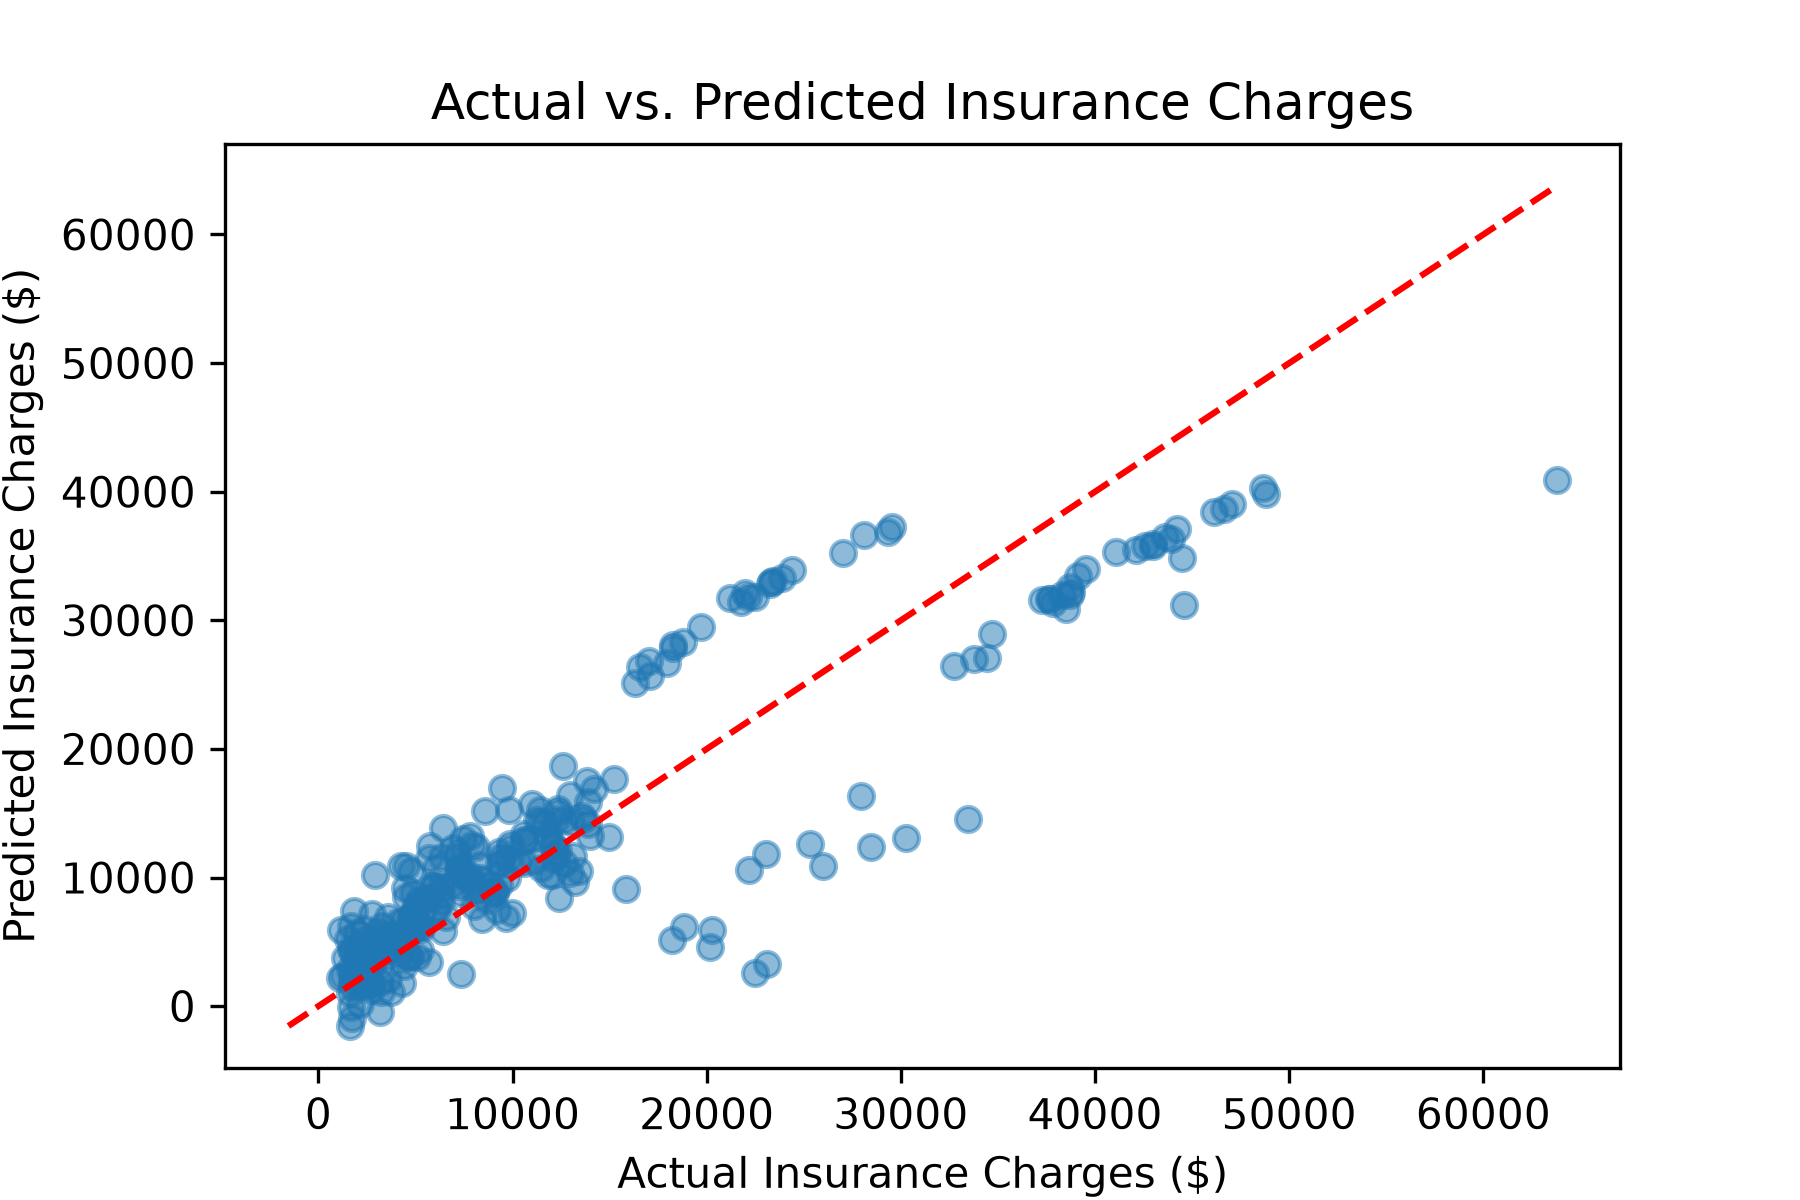 Actual vs. Predicted Insurance Charges
Predicted Insurance Charges ($)
60000
50000
40000
30000
20000
10000
0
0 10000 20000 30000 40000 50000 60000
Actual Insurance Charges ($)